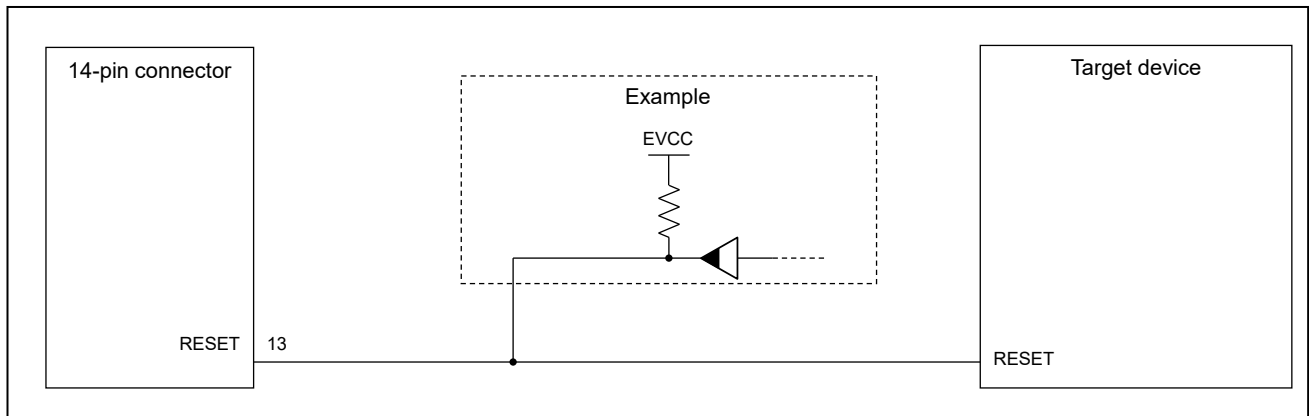 14-pin connector
Example
Target device
EVCC
RESET 13
RESET